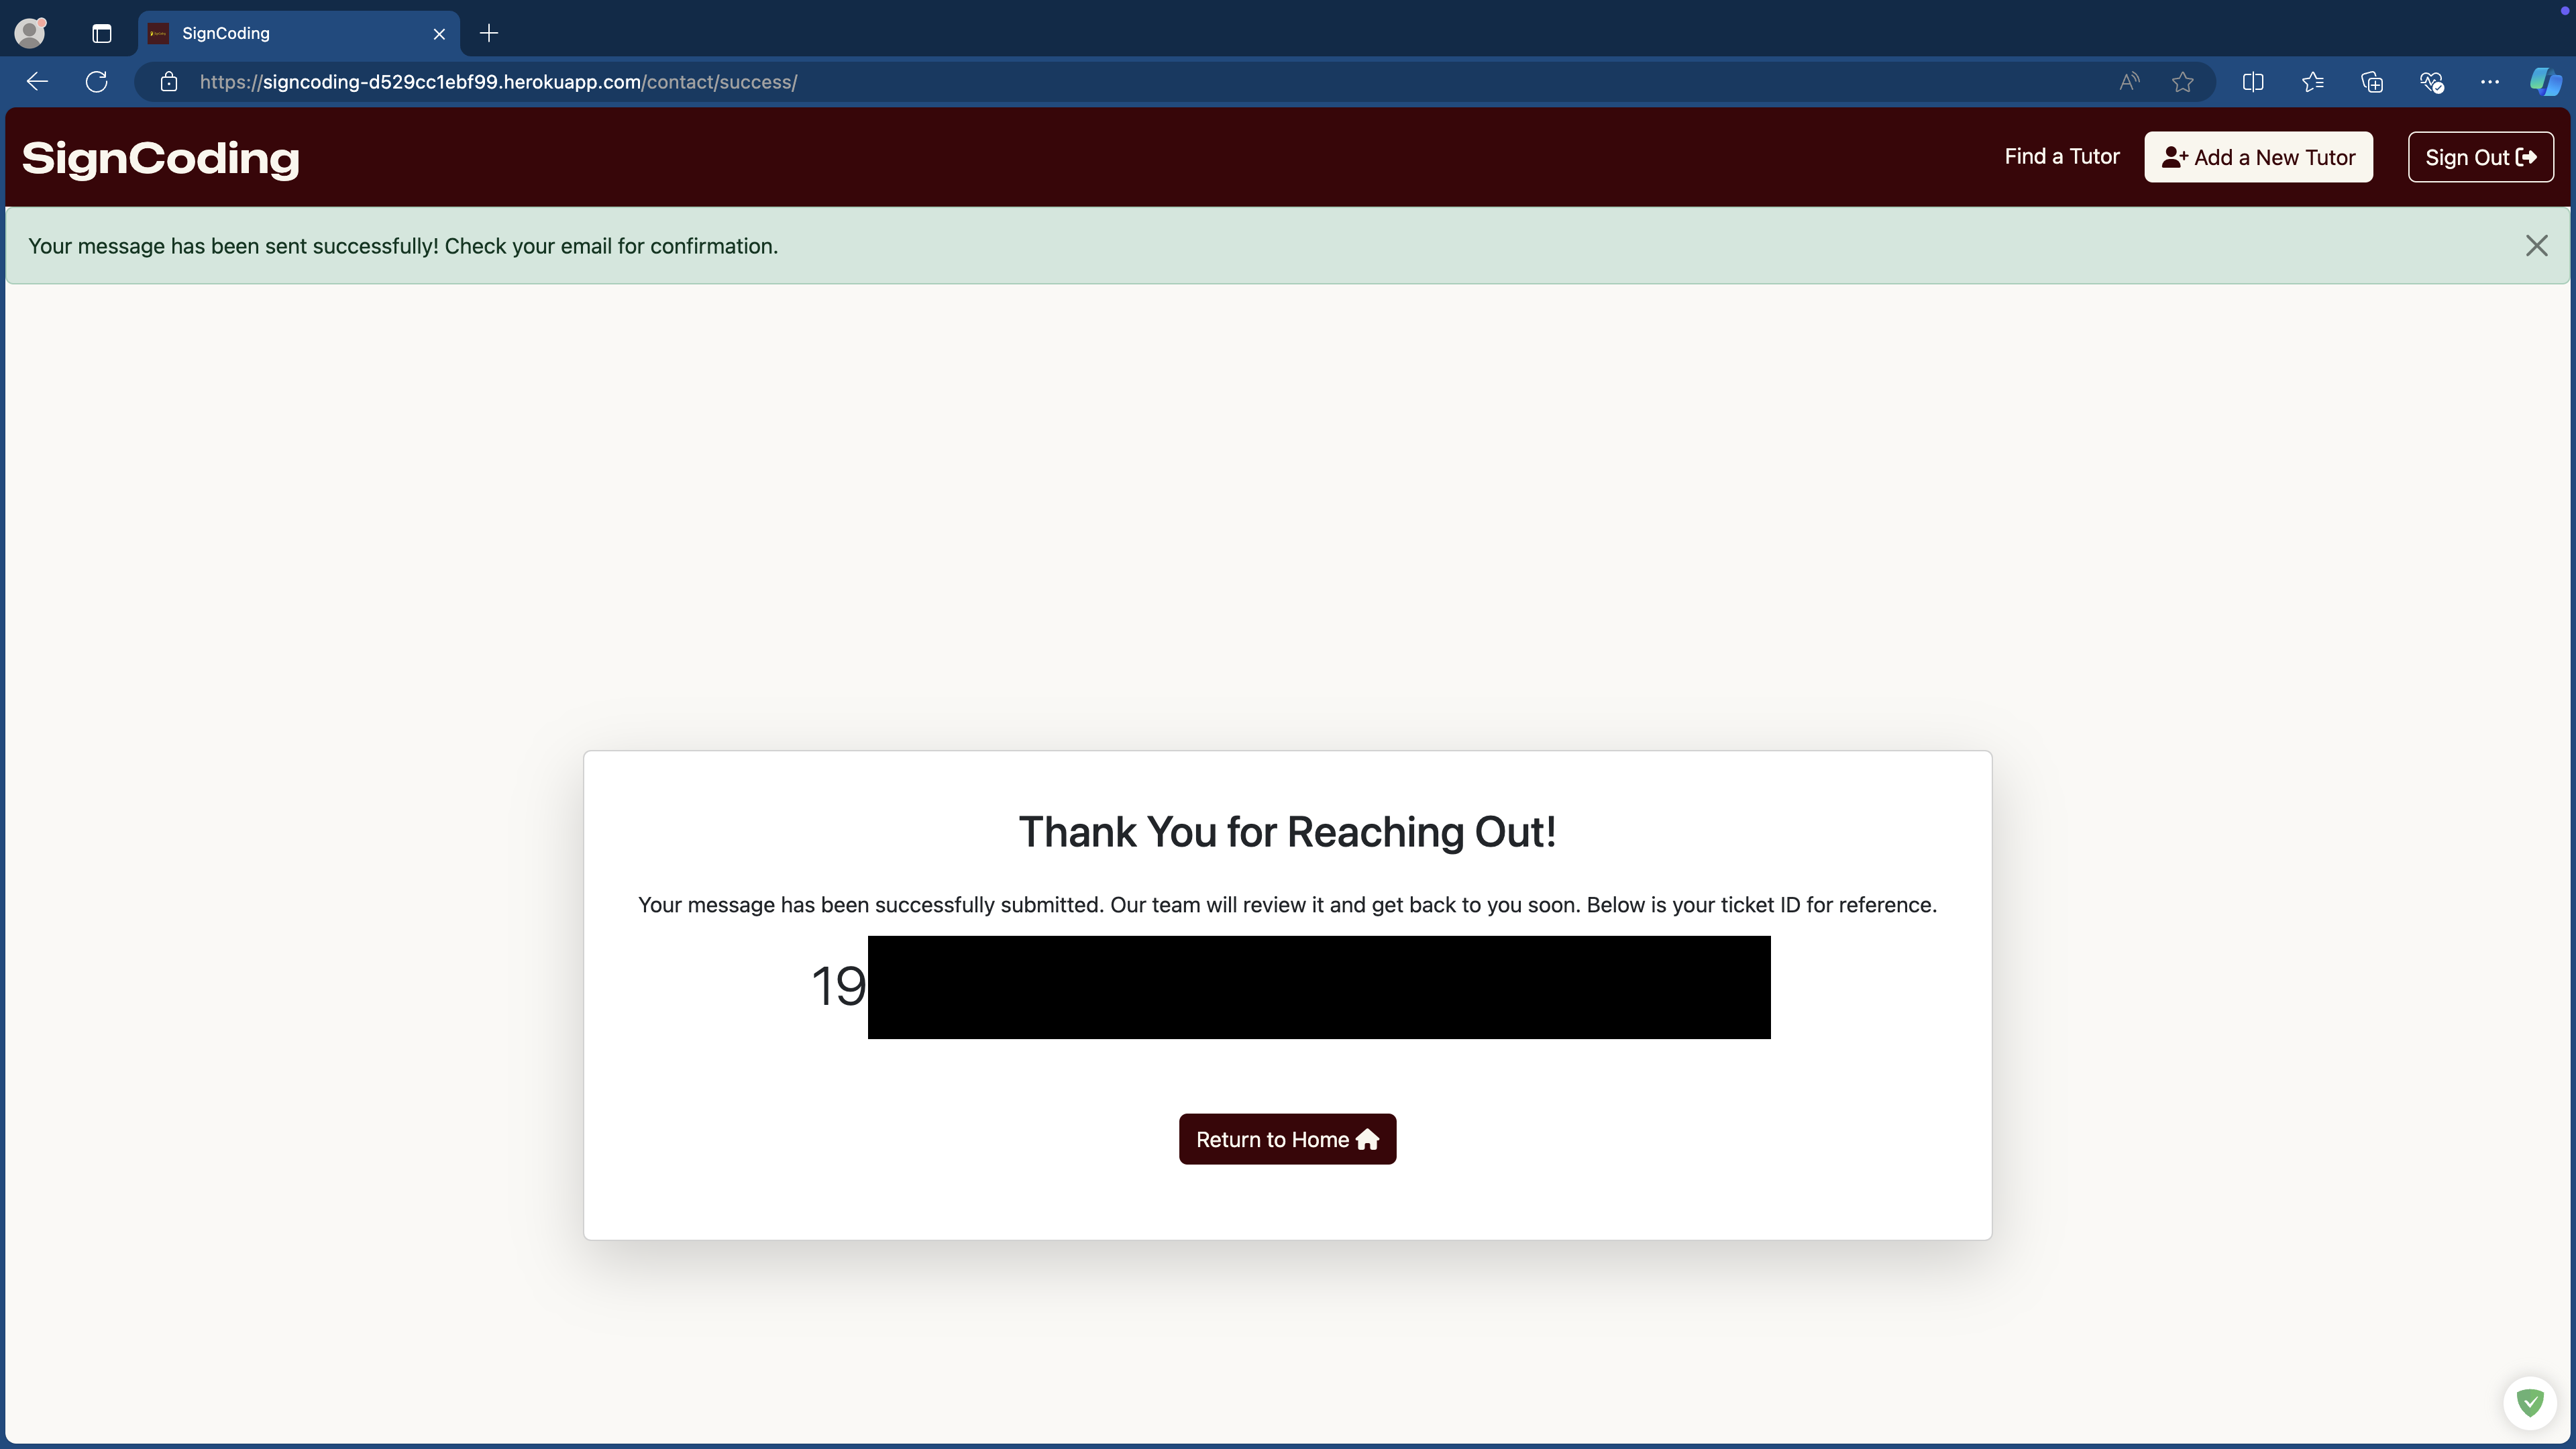 SignCoding
https://signcoding-d529cc1ebf99.herokuapp.com/contact/success/
SignCoding
Find a Tutor
Add a New Tutor
Sign Out
Your message has been sent successfully! Check your email for confirmation.
Thank You for Reaching Out!
Your message has been successfully submitted. Our team will review it and get back to you soon. Below is your ticket ID for reference.
19
Return to Home